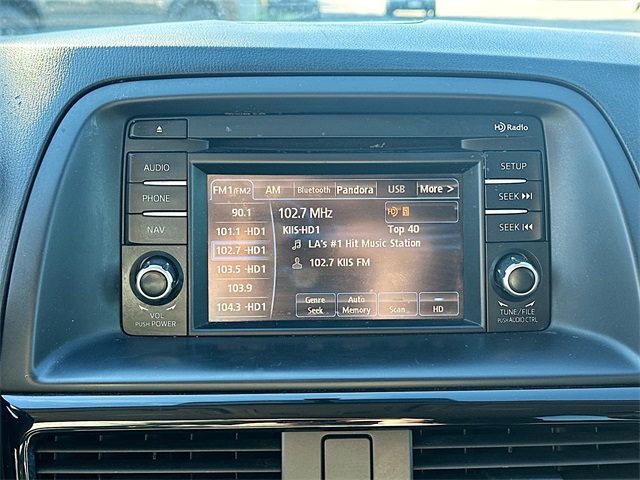 HD Radio
AUDIO
PHONE
NAV
VOL
PUSH POWER
FM1/FM2 AM Bluetooth Pandora USB More >
90.1
101.1 -HD1
102.7 -HD1
103.5 -HD1
103.9
104.3 -HD1
102.7 MHz
HD
KIIS-HD1 Top 40
LA's #1 Hit Music Station
102.7 KIIS FM
Genre Seek
Auto Memory
Scan
HD
SETUP
SEEK
SEEK
TUNE/FILE
PUSH AUDIO CTRL